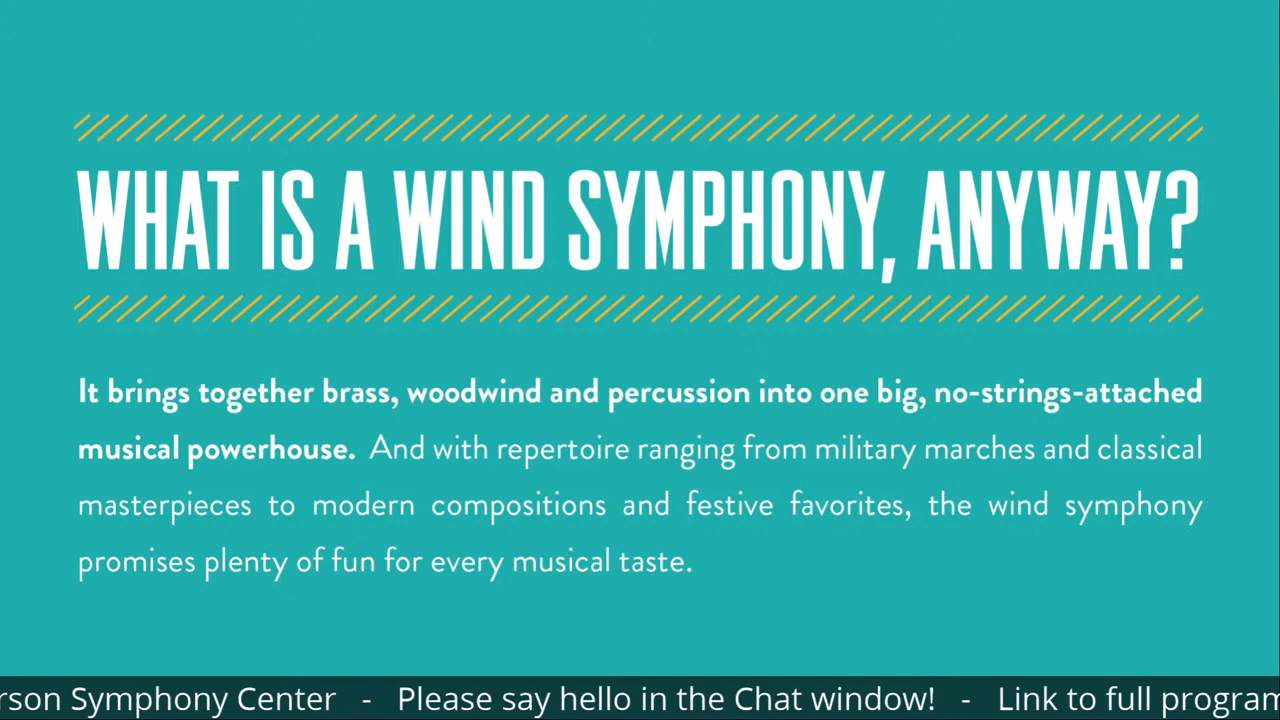 WHAT IS A WIND SYMPHONY, ANYWAY?
It brings together brass, woodwind and percussion into one big, no-strings-attached
musical powerhouse. And with repertoire ranging from military marches and classical
masterpieces to modern compositions and festive favorites, the wind symphony
promises plenty of fun for every musical taste.
rson Symphony Center - Please say hello in the Chat window! - Link to full program